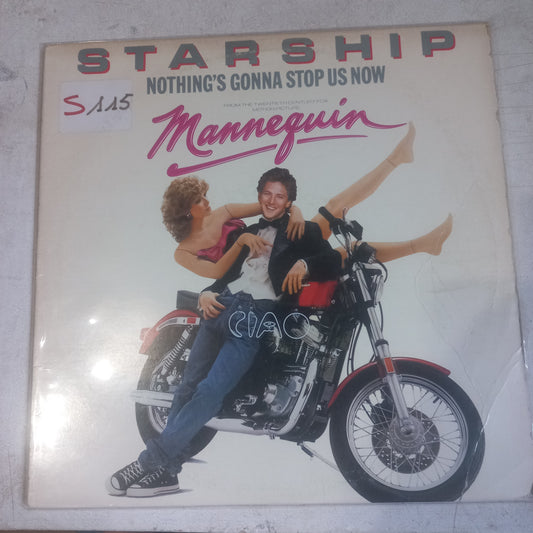 STARSHIP
NOTHING'S GONNA STOP US NOW
S 115
FROM THE TWENTIETH CENTURY FOX
MOTION PICTURE
Mannequin
CIAO